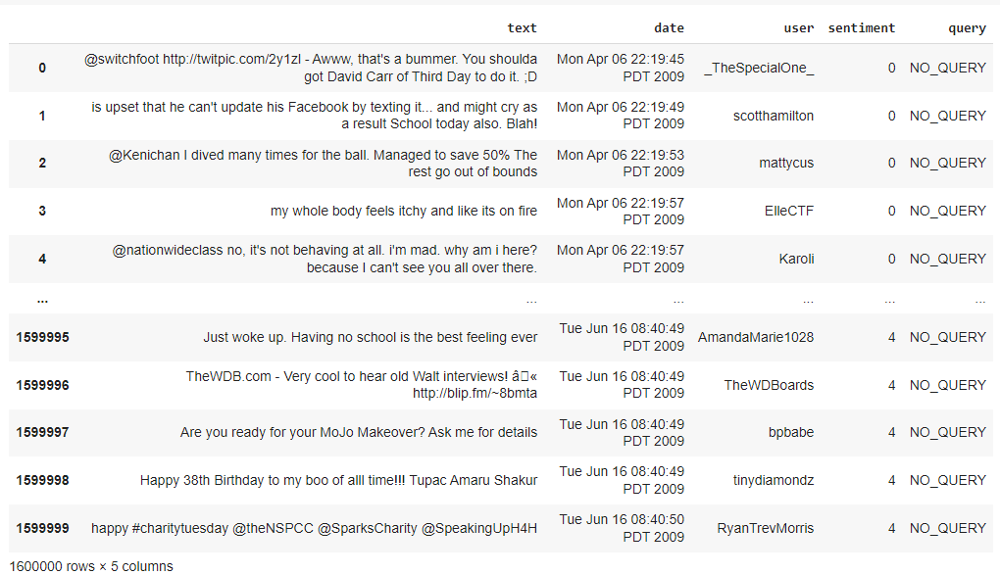 text date user sentiment query
0 @switchfoot http://twitpic.com/2y1zl - Awww, that's a bummer. You shoulda Mon Apr 06 22:19:45 _TheSpecialOne_ 0 NO_QUERY
got David Carr of Third Day to do it. ;D PDT 2009
1 is upset that he can't update his Facebook by texting it... and might cry as Mon Apr 06 22:19:49 scotthamilton 0 NO_QUERY
a result School today also. Blah! PDT 2009
2 @Kenichan I dived many times for the ball. Managed to save 50% The Mon Apr 06 22:19:53 mattycus 0 NO_QUERY
rest go out of bounds PDT 2009
3 my whole body feels itchy and like its on fire Mon Apr 06 22:19:57 ElleCTF 0 NO_QUERY
PDT 2009
4 @nationwideclass no, it's not behaving at all. i'm mad. why am i here? Mon Apr 06 22:19:57 Karoli 0 NO_QUERY
because I can't see you all over there. PDT 2009
... ... ... ... ... ...
1599995 Just woke up. Having no school is the best feeling ever Tue Jun 16 08:40:49 AmandaMarie1028 4 NO_QUERY
PDT 2009
1599996 TheWDB.com - Very cool to hear old Walt interviews! â□« Tue Jun 16 08:40:49 TheWDBoards 4 NO_QUERY
http://blip.fm/~8bmta PDT 2009
1599997 Are you ready for your MoJo Makeover? Ask me for details Tue Jun 16 08:40:49 bpbabe 4 NO_QUERY
PDT 2009
1599998 Happy 38th Birthday to my boo of alll time!!! Tupac Amaru Shakur Tue Jun 16 08:40:49 tinydiamondz 4 NO_QUERY
PDT 2009
1599999 happy #charitytuesday @theNSPCC @SparksCharity @SpeakingUpH4H Tue Jun 16 08:40:50 RyanTrevMorris 4 NO_QUERY
PDT 2009
1600000 rows × 5 columns